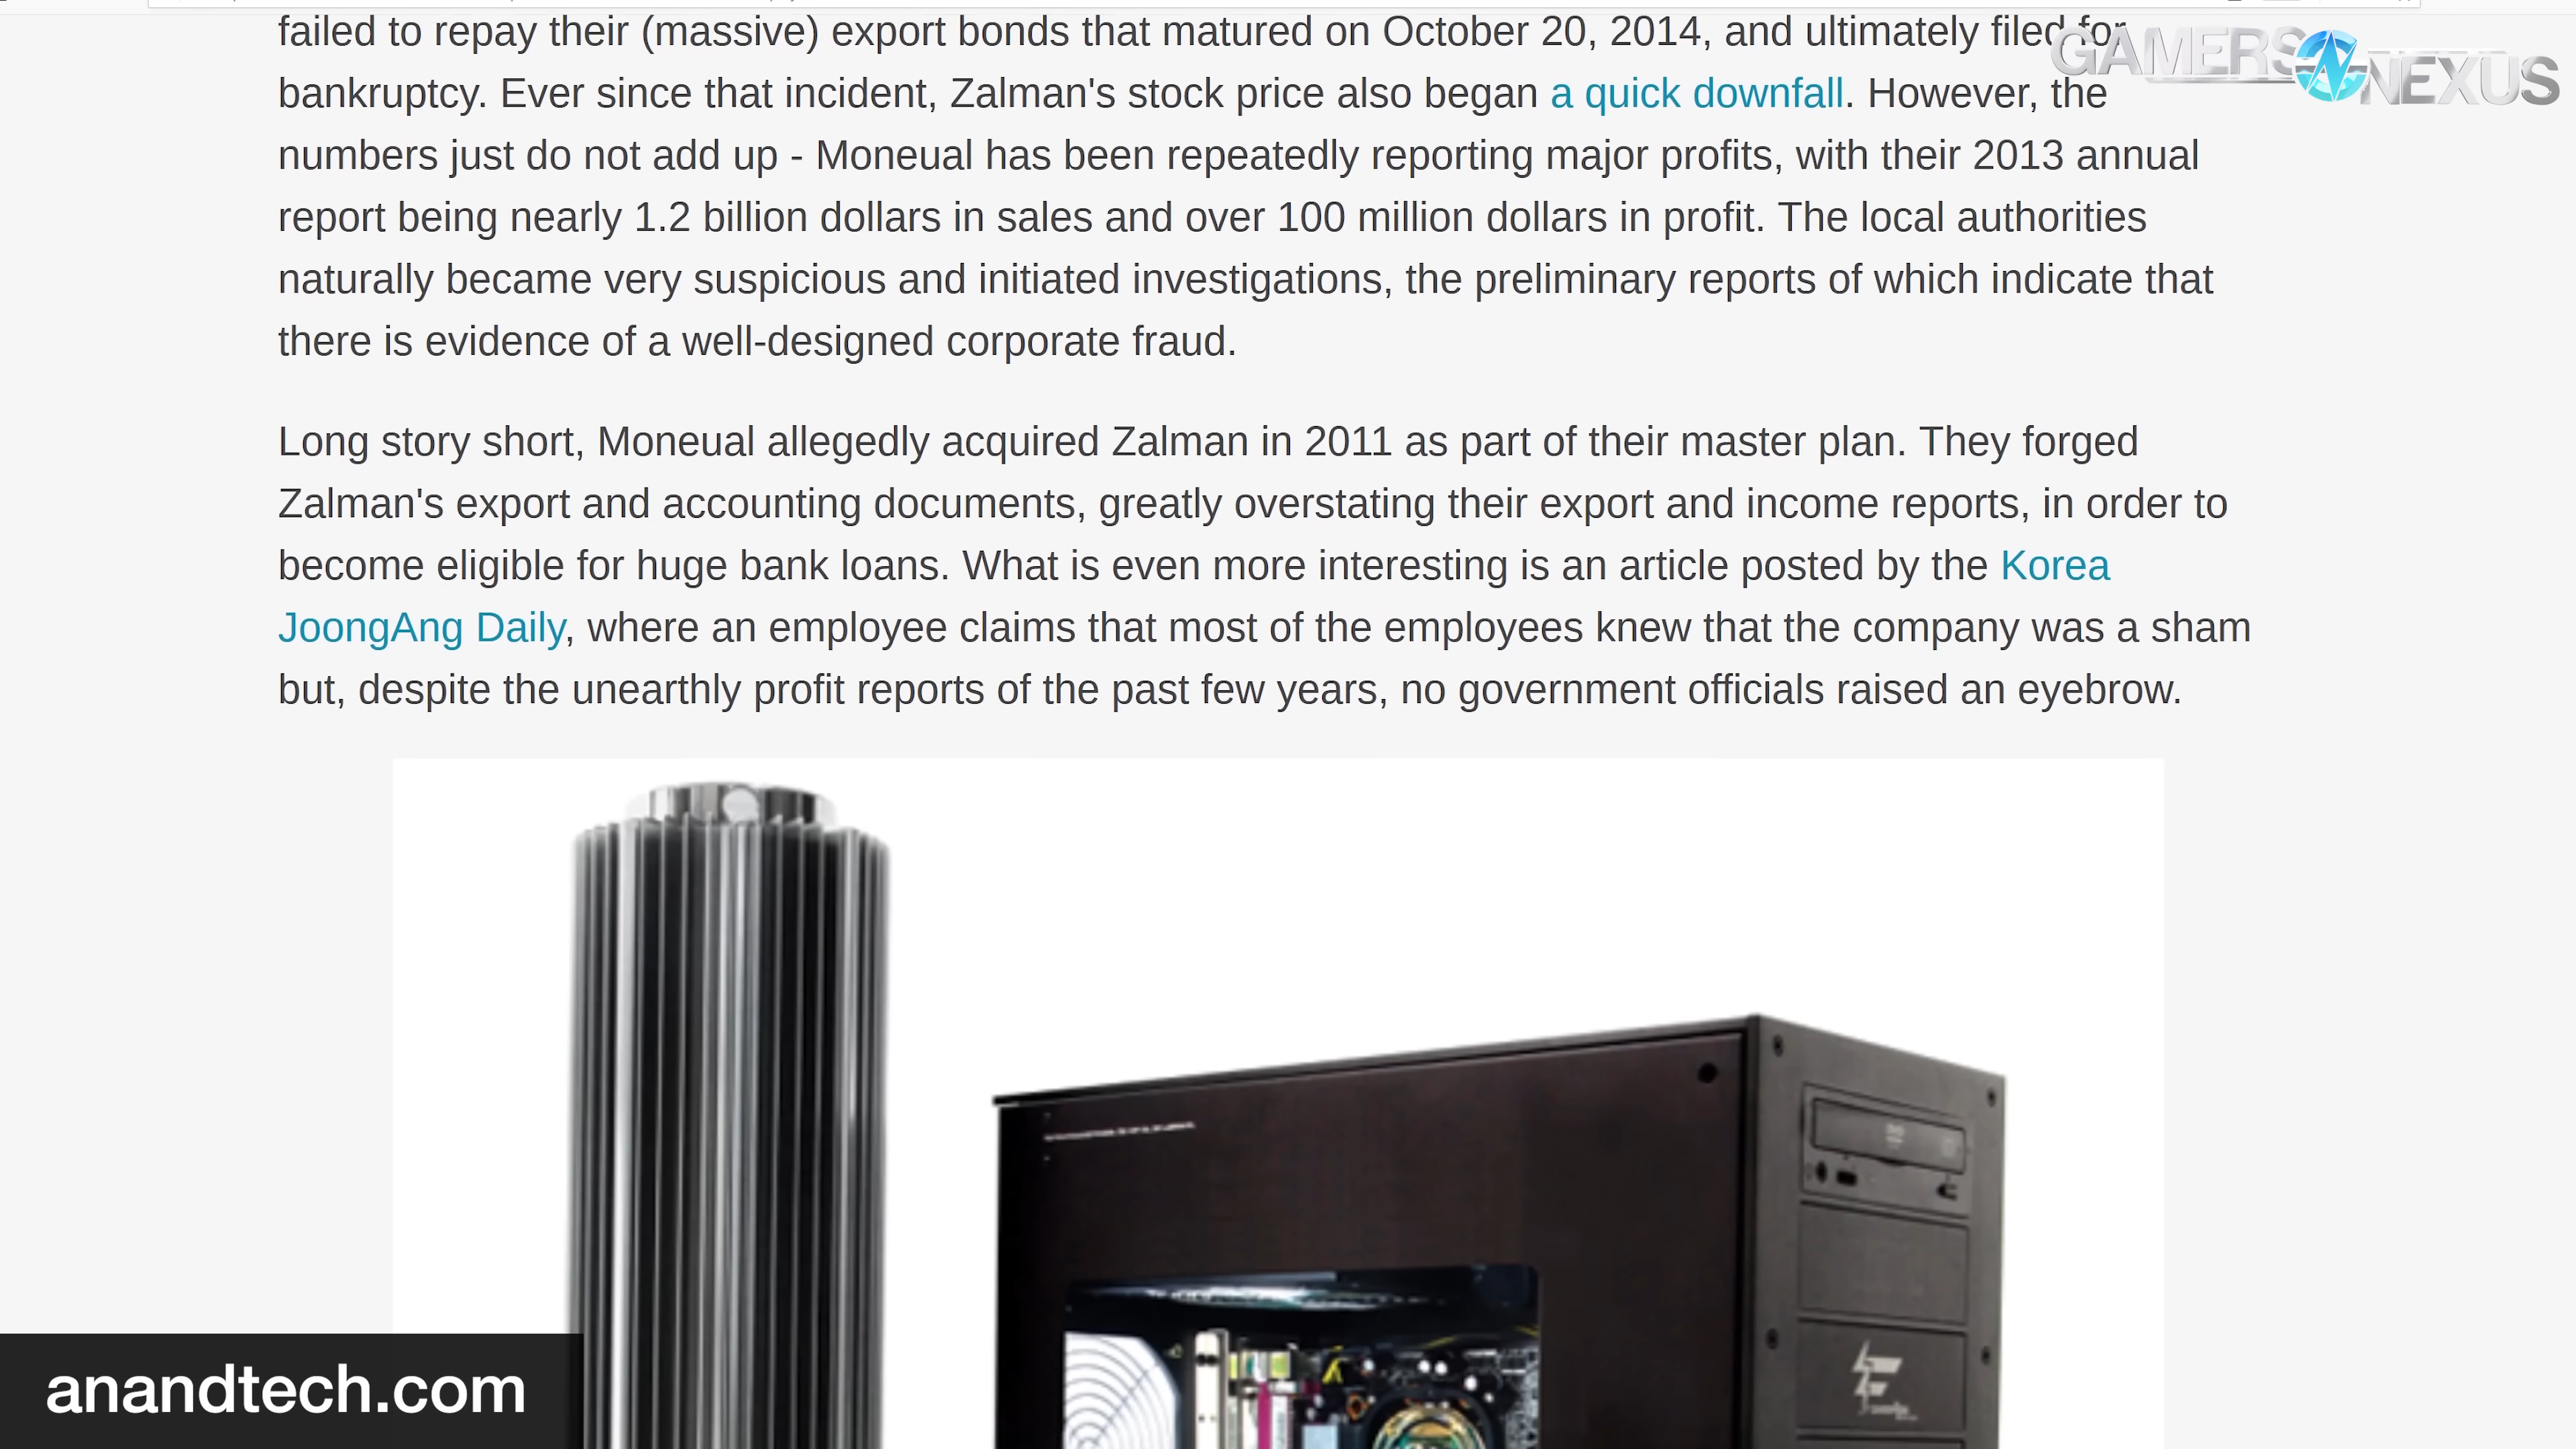 failed to repay their (massive) export bonds that matured on October 20, 2014, and ultimately filed for
GAMERS NEXUS
bankruptcy. Ever since that incident, Zalman's stock price also began a quick downfall. However, the
numbers just do not add up - Moneual has been repeatedly reporting major profits, with their 2013 annual
report being nearly 1.2 billion dollars in sales and over 100 million dollars in profit. The local authorities
naturally became very suspicious and initiated investigations, the preliminary reports of which indicate that
there is evidence of a well-designed corporate fraud.
Long story short, Moneual allegedly acquired Zalman in 2011 as part of their master plan. They forged
Zalman's export and accounting documents, greatly overstating their export and income reports, in order to
become eligible for huge bank loans. What is even more interesting is an article posted by the Korea
JoongAng Daily, where an employee claims that most of the employees knew that the company was a sham
but, despite the unearthly profit reports of the past few years, no government officials raised an eyebrow.
anandtech.com